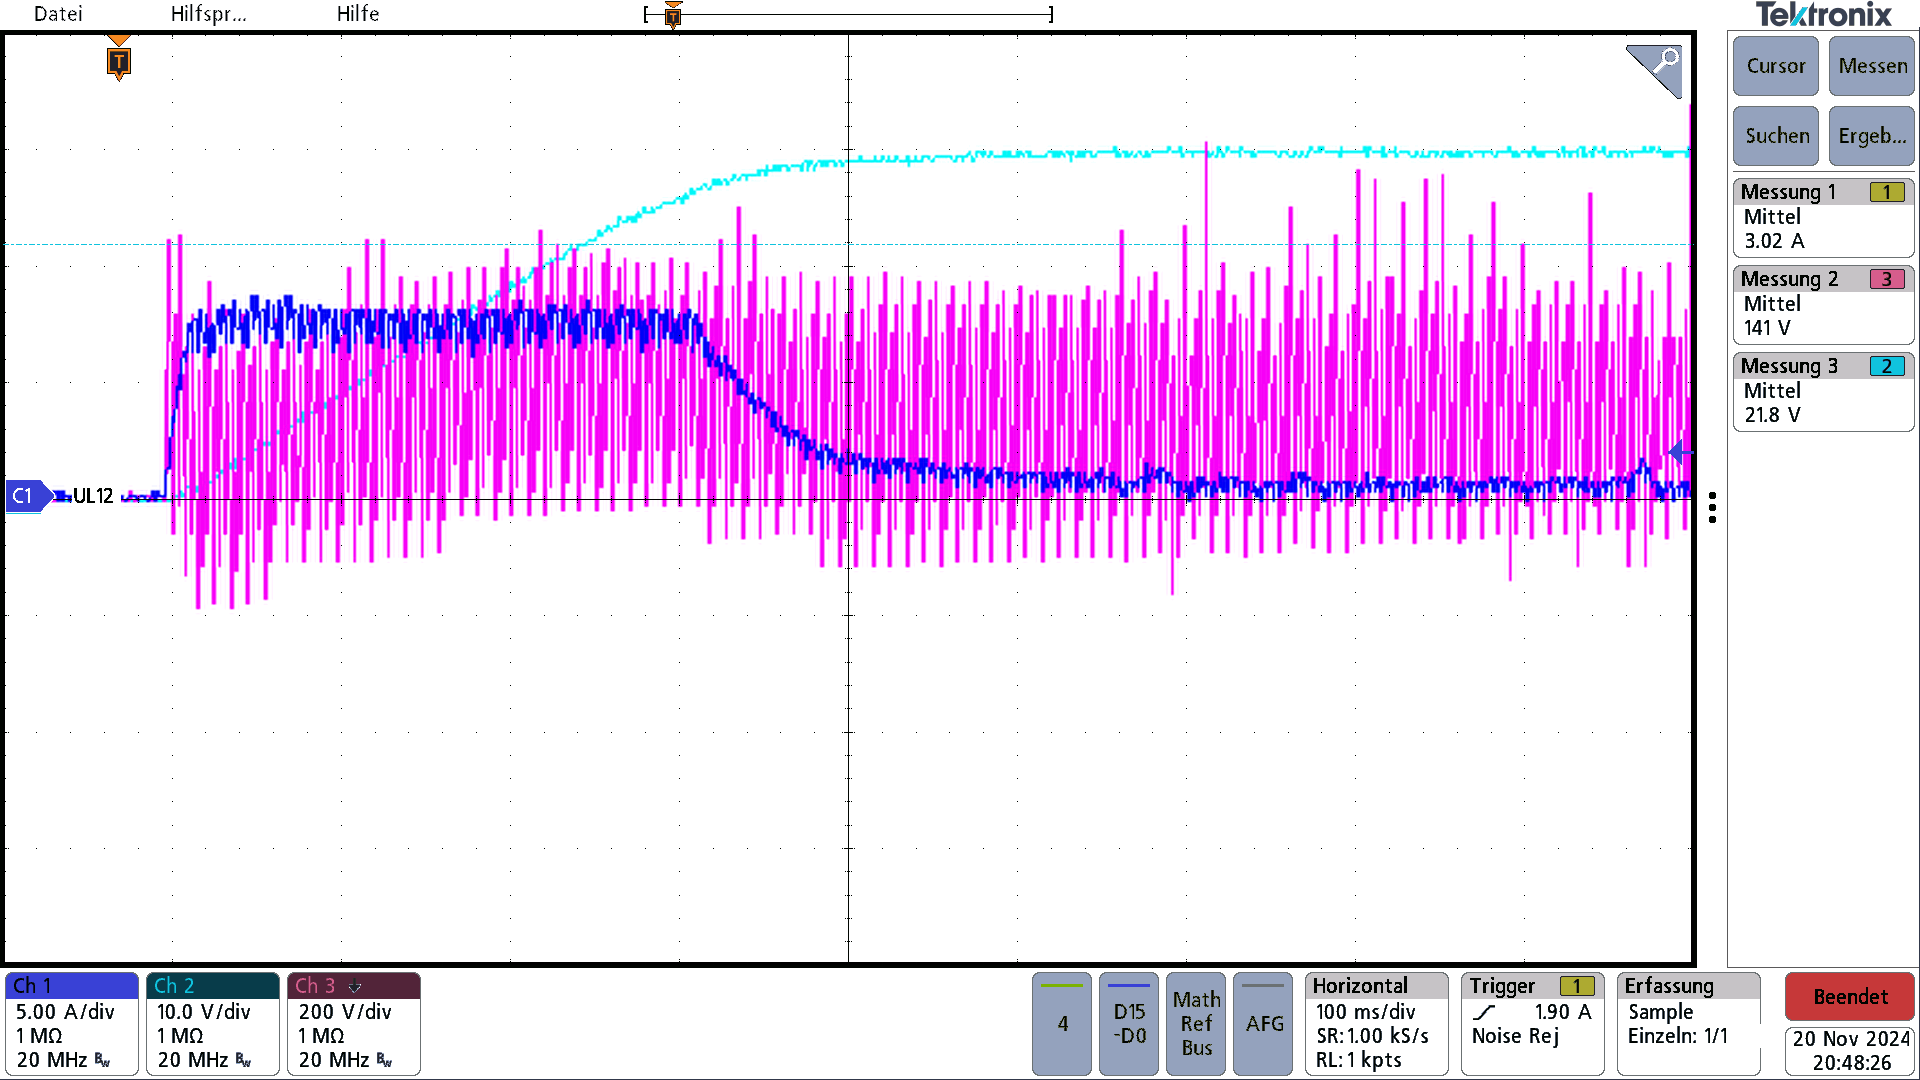 Datei Hilfspr... Hilfe
T
Tektronix
T
Cursor Messen
Suchen Ergeb...
Messung 1 1
Mittel
3.02 A
Messung 2 3
Mittel
141 V
Messung 3 2
Mittel
21.8 V
C1 UL12
Ch 1
5.00 A/div
1 MΩ
20 MHz BW
Ch 2
10.0 V/div
1 MΩ
20 MHz BW
Ch 3
200 V/div
1 MΩ
20 MHz BW
4
D15
-D0
Math
Ref
Bus
AFG
Horizontal
100 ms/div
SR: 1.00 kS/s
RL: 1 kpts
Trigger 1
1.90 A
Noise Rej
Erfassung
Sample
Einzeln: 1/1
Beendet
20 Nov 2024
20:48:26